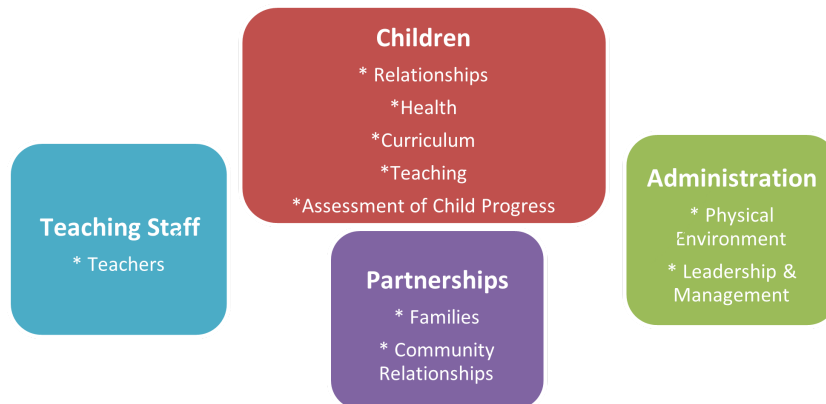 Children
* Relationships
*Health
*Curriculum
*Teaching
*Assessment of Child Progress
Teaching Staff
* Teachers
Partnerships
* Families
* Community
Relationships
Administration
* Physical
Environment
* Leadership &
Management